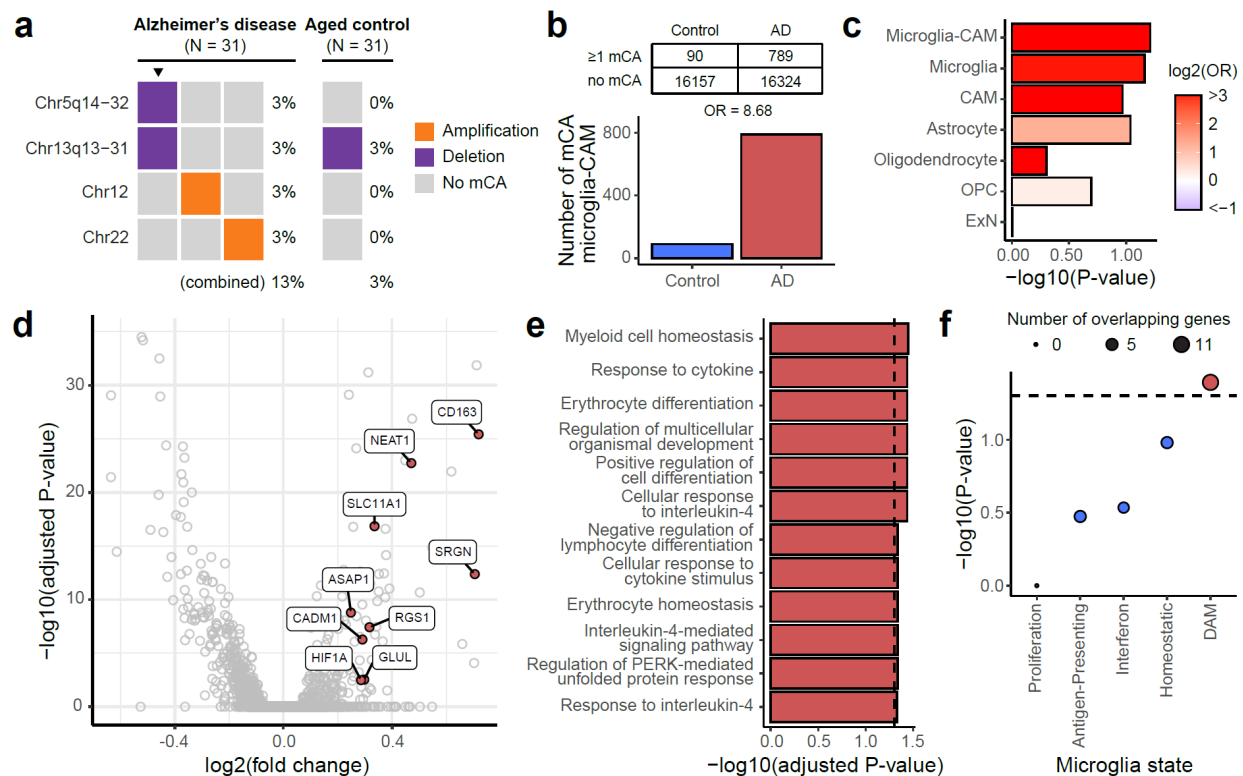 a
Alzheimer's disease
(N = 31)
Aged control
(N = 31)
Chr5q14−32
3%
0%
Chr13q13−31
3%
3%
Chr12
3%
0%
Chr22
3%
0%
(combined) 13%
3%
Amplification
Deletion
No mCA
b
Control
AD
≥1 mCA
90
789
no mCA
16157
16324
OR = 8.68
Number of mCA
microglia-CAM
800
400
0
Control
AD
c
Microglia-CAM
Microglia
CAM
Astrocyte
Oligodendrocyte
OPC
ExN
0.00
0.50
1.00
−log10(P-value)
log2(OR)
>3
2
1
0
<−1
d
−log10(adjusted P-value)
30
20
10
0
CD163
NEAT1
SLC11A1
SRGN
ASAP1
CADM1
RGS1
HIF1A
GLUL
-0.4
0.0
0.4
log2(fold change)
e
Myeloid cell homeostasis
Response to cytokine
Erythrocyte differentiation
Regulation of multicellular
organismal development
Positive regulation of
cell differentiation
Cellular response
to interleukin-4
Negative regulation of
lymphocyte differentiation
Cellular response to
cytokine stimulus
Erythrocyte homeostasis
Interleukin-4-mediated
signaling pathway
Regulation of PERK-mediated
unfolded protein response
Response to interleukin-4
0.0
0.5
1.0
1.5
−log10(adjusted P-value)
f
Number of overlapping genes
0
5
11
−log10(P-value)
1.0
0.5
0.0
Proliferation
Antigen-Presenting
Interferon
Homeostatic
DAM
Microglia state